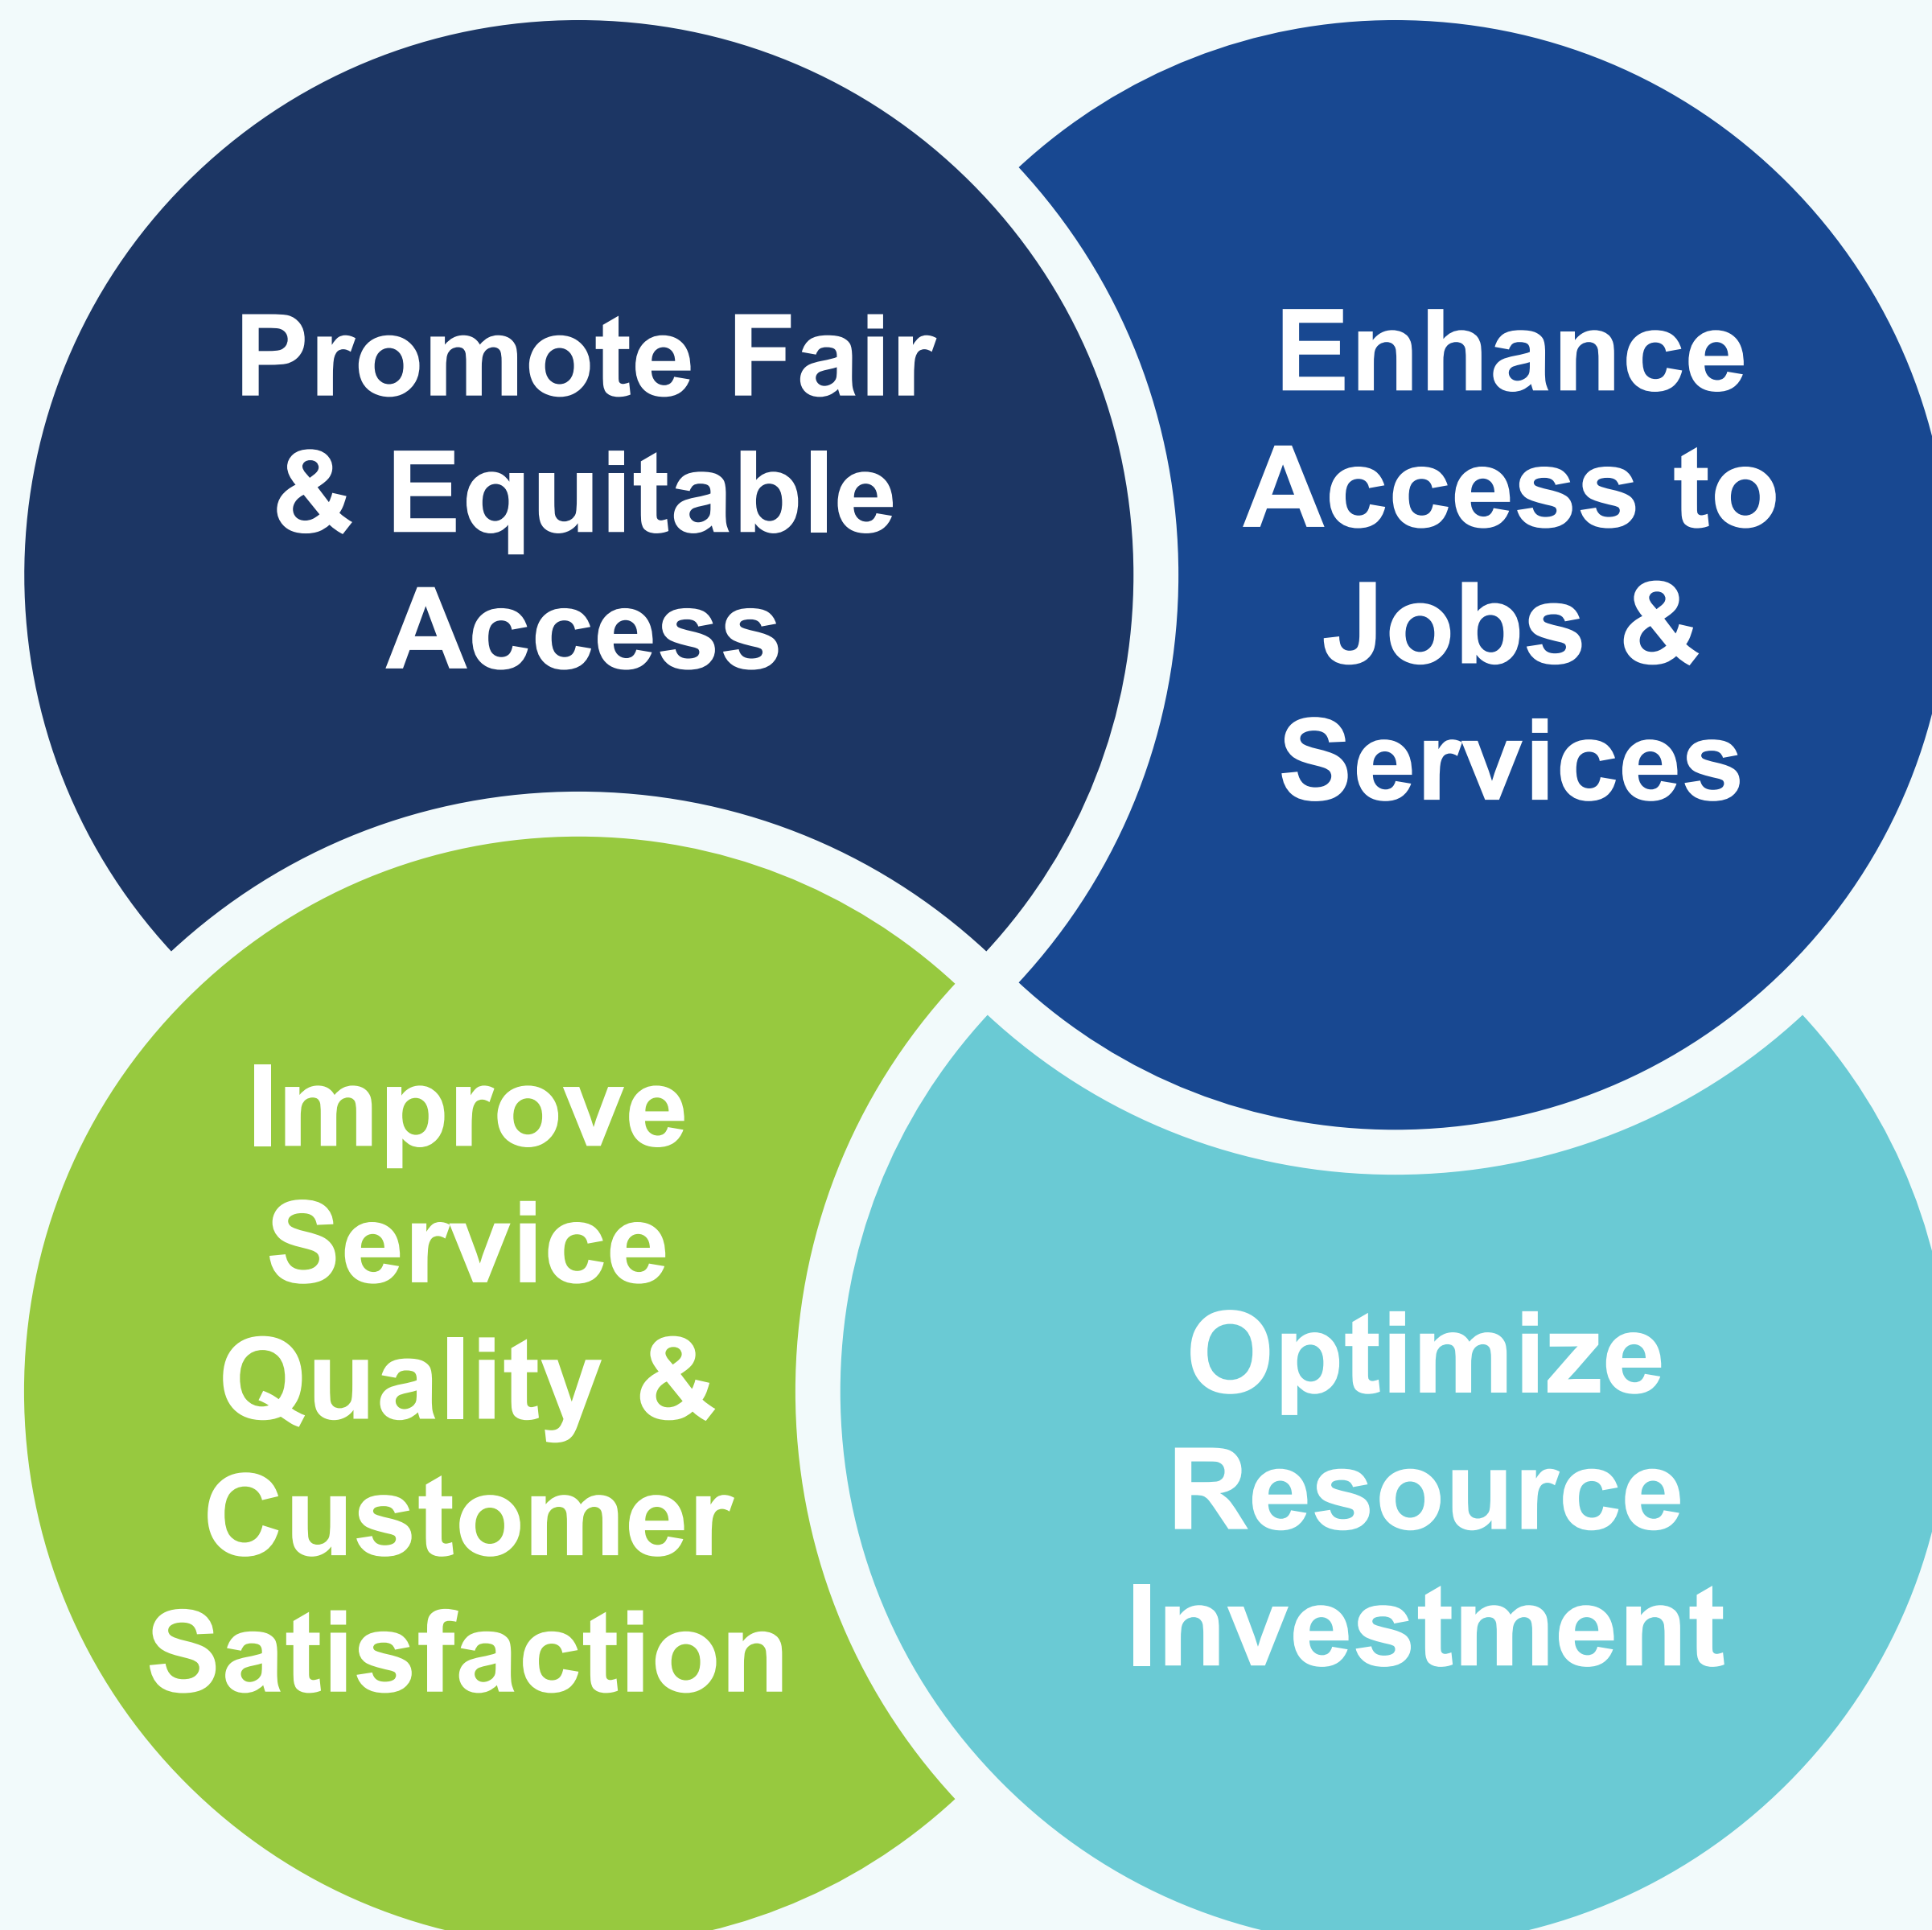 Promote Fair
& Equitable
Access
Enhance
Access to
Jobs &
Services
Improve
Service
Quality &
Customer
Satisfaction
Optimize
Resource
Investment